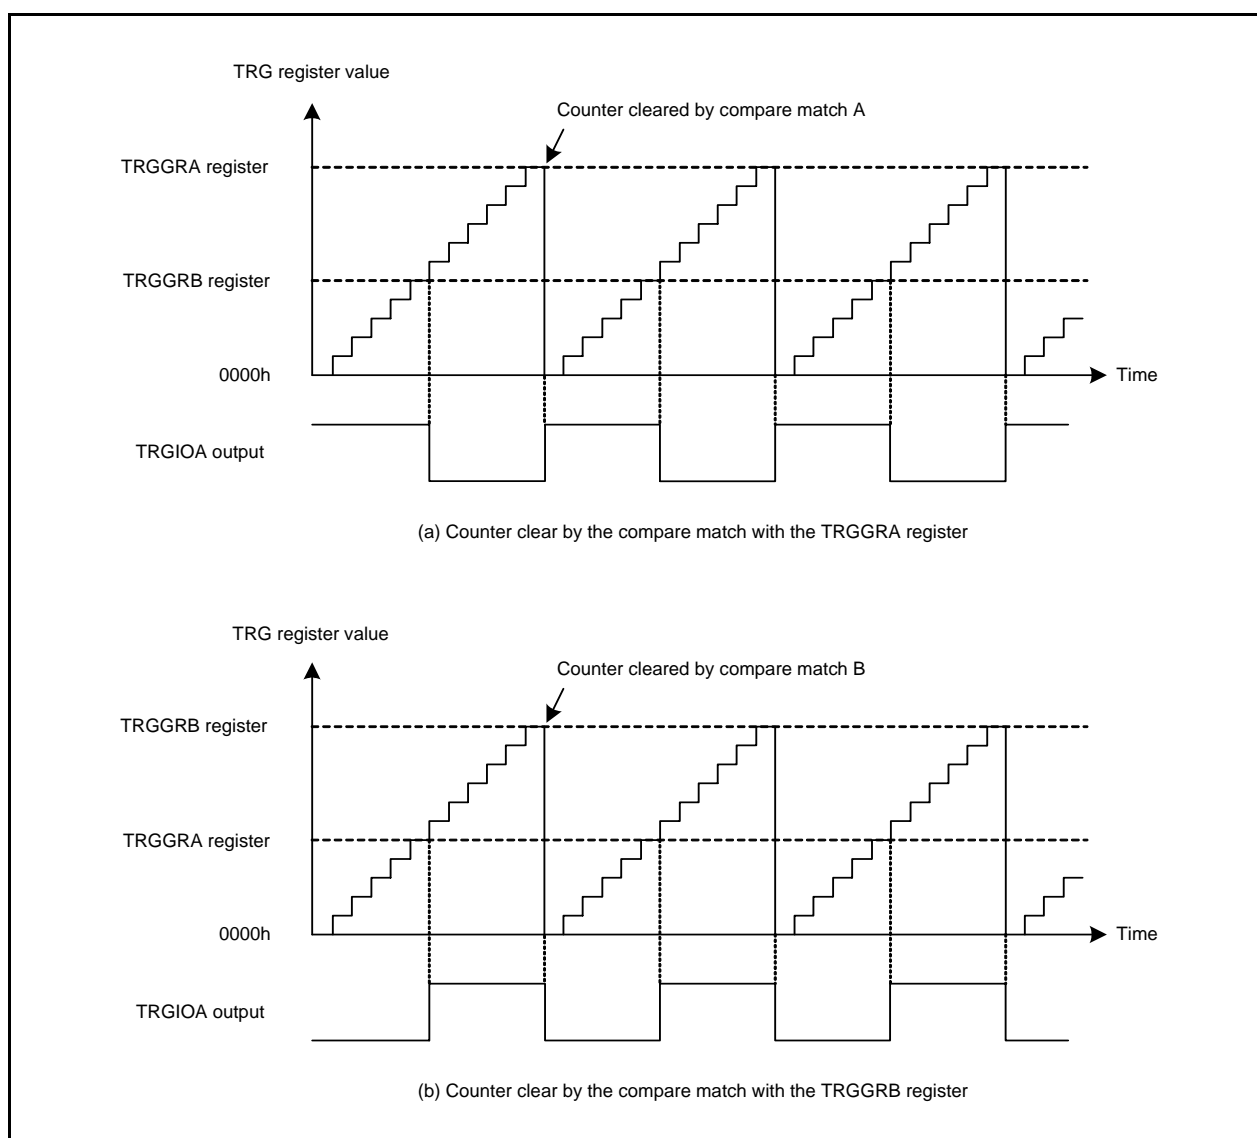 TRG register value
Counter cleared by compare match A
TRGGRA register
TRGGRB register
0000h
Time
TRGIOA output
(a) Counter clear by the compare match with the TRGGRA register
TRG register value
Counter cleared by compare match B
TRGGRB register
TRGGRA register
0000h
Time
TRGIOA output
(b) Counter clear by the compare match with the TRGGRB register